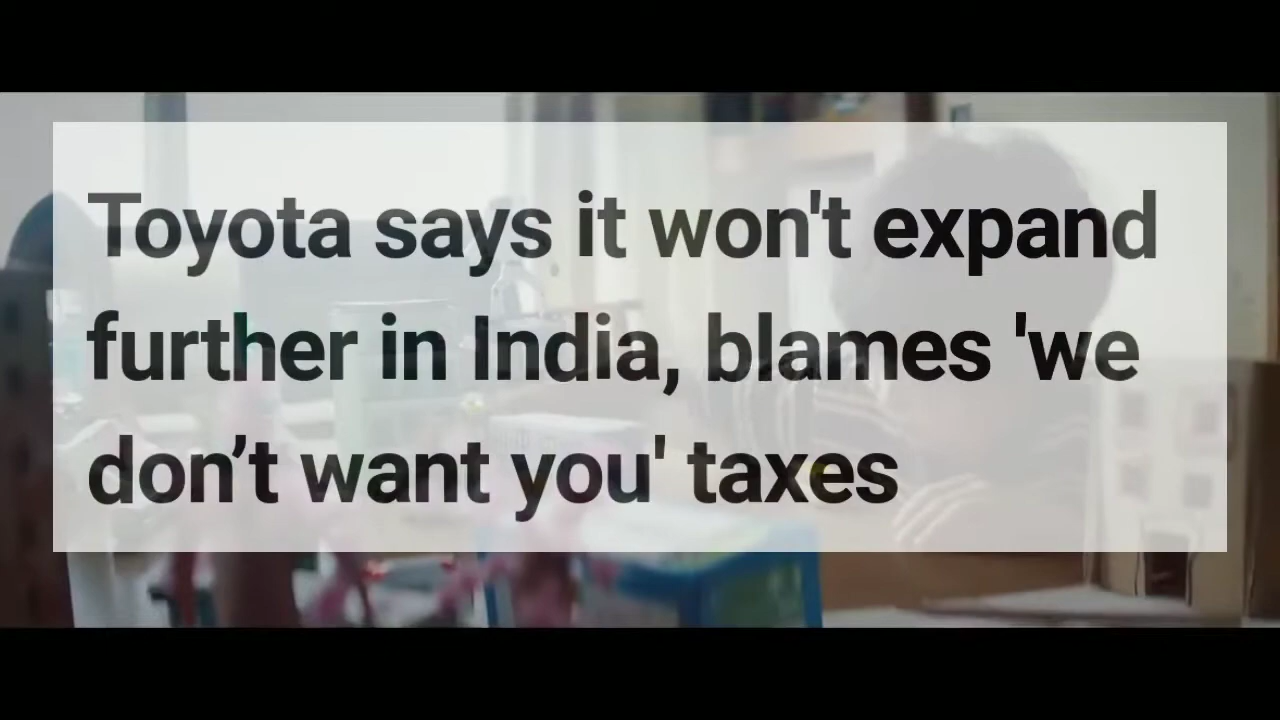 Toyota says it won't expand
further in India, blames 'we
don’t want you' taxes